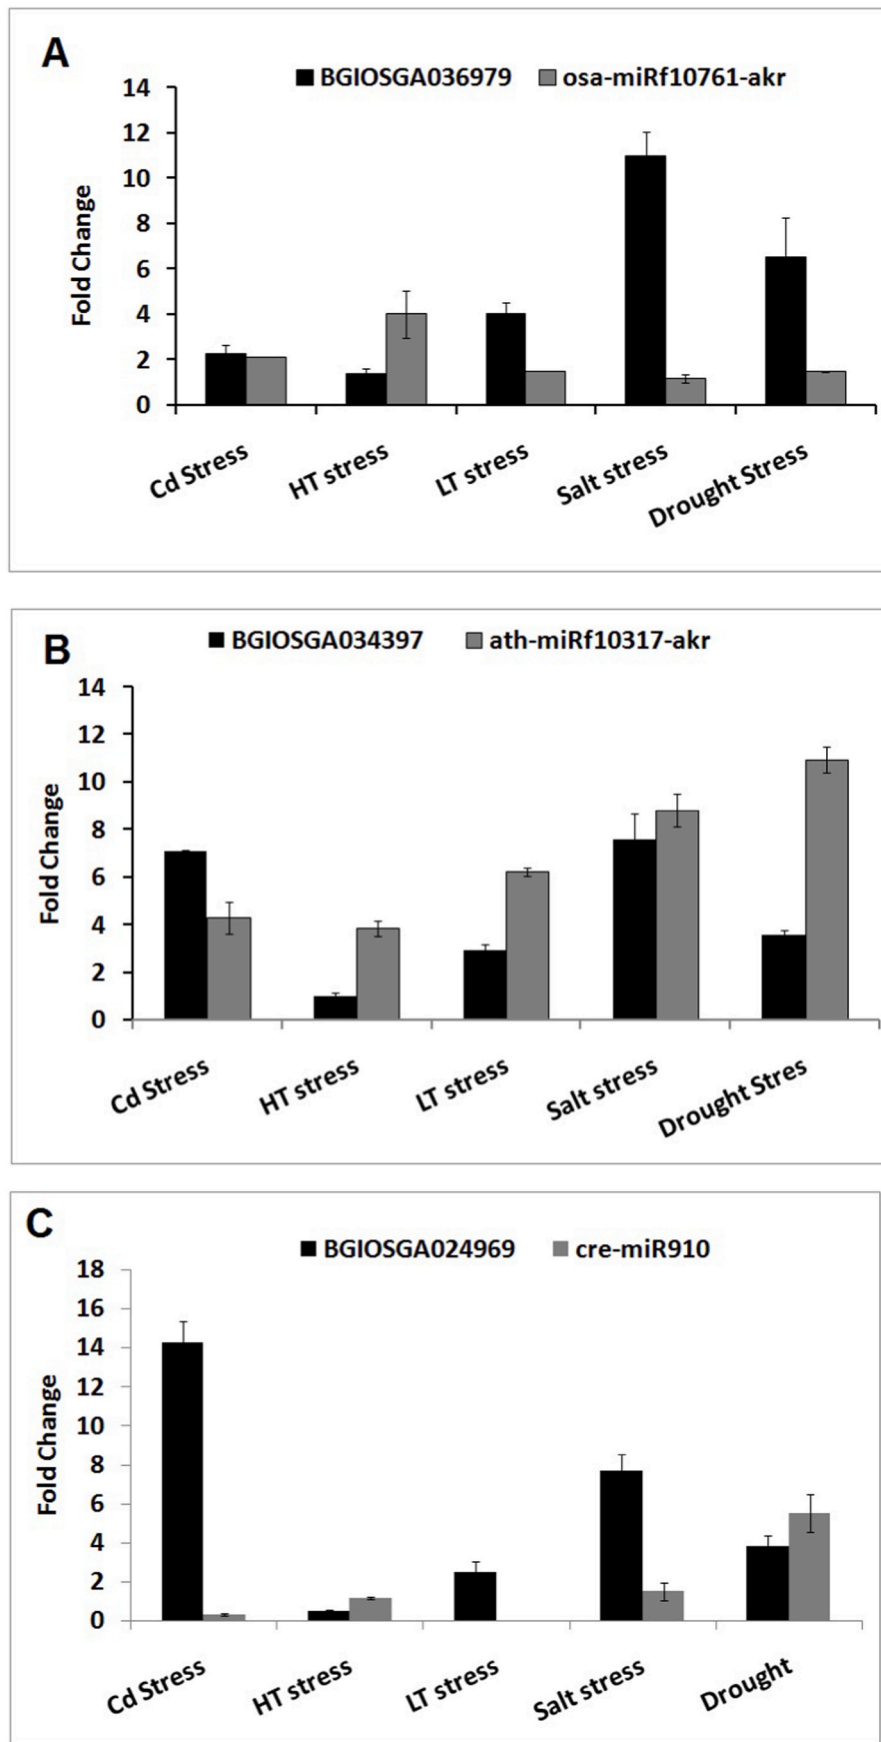 A
BGIOSGA036979 osa-miRf10761-akr
14
12
10
8
6
4
2
0
Fold Change
Cd Stress HT stress LT stress Salt stress Drought Stress
B
BGIOSGA034397 ath-miRf10317-akr
14
12
10
8
6
4
2
0
Fold Change
Cd Stress HT stress LT stress Salt stress Drought Stres
C
BGIOSGA024969 cre-miR910
18
16
14
12
10
8
6
4
2
0
Fold Change
Cd Stress HT stress LT stress Salt stress Drought